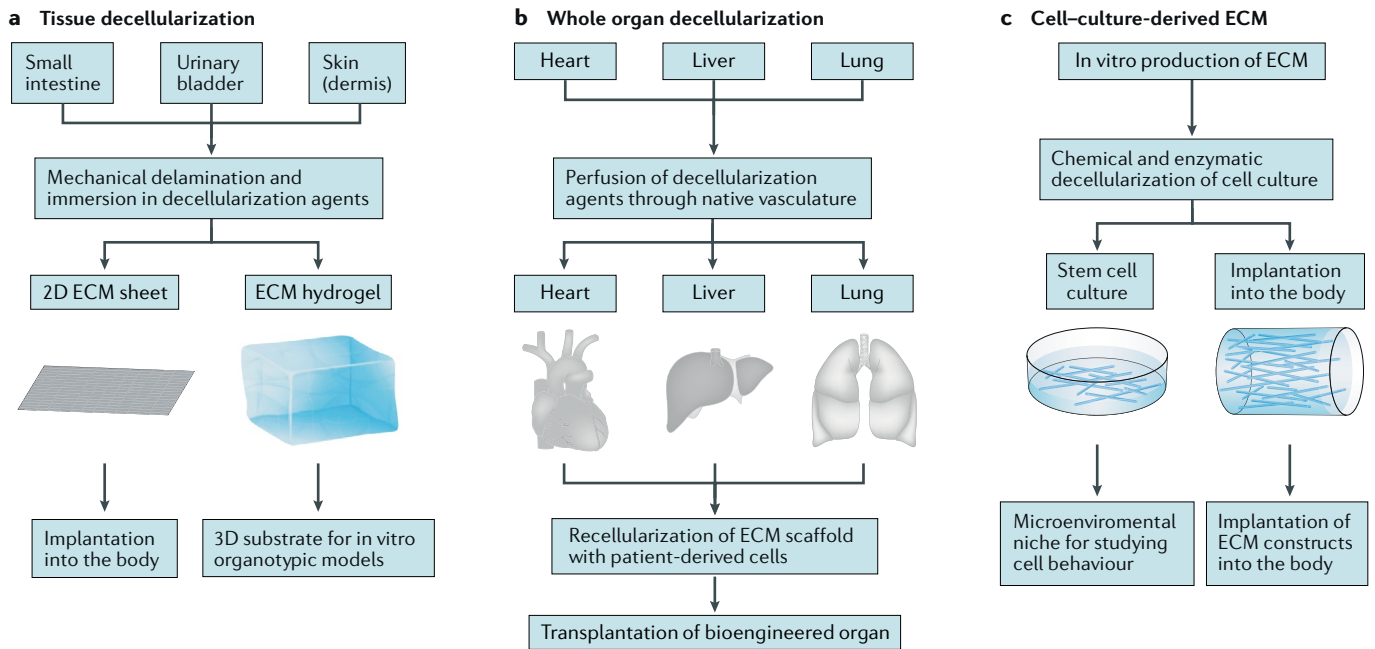 a Tissue decellularization
Small
intestine
Urinary
bladder
Skin
(dermis)
Mechanical delamination and
immersion in decellularization agents
2D ECM sheet
ECM hydrogel
Implantation
into the body
3D substrate for in vitro
organotypic models
b Whole organ decellularization
Heart
Liver
Lung
Perfusion of decellularization
agents through native vasculature
Heart
Liver
Lung
Recellularization of ECM scaffold
with patient-derived cells
Transplantation of bioengineered organ
c Cell–culture-derived ECM
In vitro production of ECM
Chemical and enzymatic
decellularization of cell culture
Stem cell
culture
Implantation
into the body
Microenviromental
niche for studying
cell behaviour
Implantation of
ECM constructs
into the body